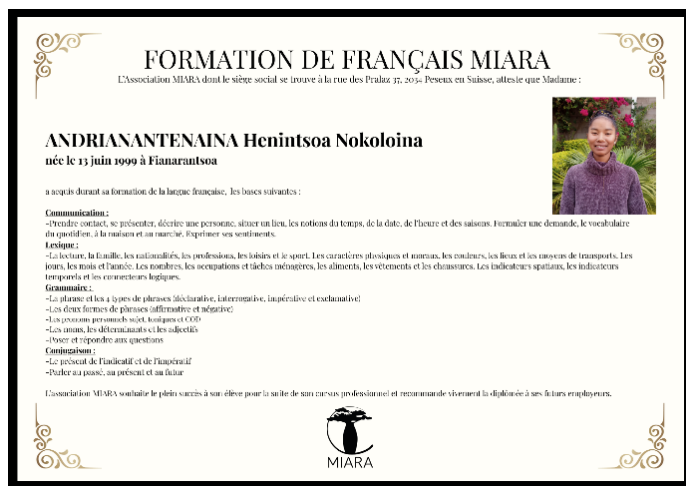 FORMATION DE FRANÇAIS MIARA
L'Association MIARA dont le siège social se trouve à la rue des Pralaz 37, 2034 Peseux en Suisse, atteste que Madame :
ANDRIANANTENAINA Henintsoa Nokoloina
née le 13 juin 1999 à Fianarantsoa
a acquis durant sa formation de la langue française, les bases suivantes :
Communication :
-Prendre contact, se présenter, décrire une personne, situer un lieu, les notions du temps, de la date, de l'heure et des saisons. Formuler une demande, le vocabulaire
du quotidien, à la maison et au marché. Exprimer ses sentiments.
Lexique :
-La lecture, la famille, les nationalités, les professions, les loisirs et le sport. Les caractères physiques et moraux, les couleurs, les lieux et les moyens de transports. Les
jours, les mois et l'année. Les nombres, les occupations et tâches ménagères, les aliments, les vêtements et les chaussures. Les indicateurs spatiaux, les indicateurs
temporels et les connecteurs logiques.
Grammaire :
-La phrase et les 4 types de phrases (déclarative, interrogative, impérative et exclamative)
-Les deux formes de phrases (affirmative et négative)
-Les pronoms personnels sujet, toniques et COD
-Les noms, les déterminants et les adjectifs
-Poser et répondre aux questions
Conjugaison :
-Le présent de l'indicatif et de l'impératif
-Parler au passé, au présent et au futur
L'association MIARA souhaite le plein succès à son élève pour la suite de son cursus professionnel et recommande vivement la diplômée à ses futurs employeurs.
MIARA